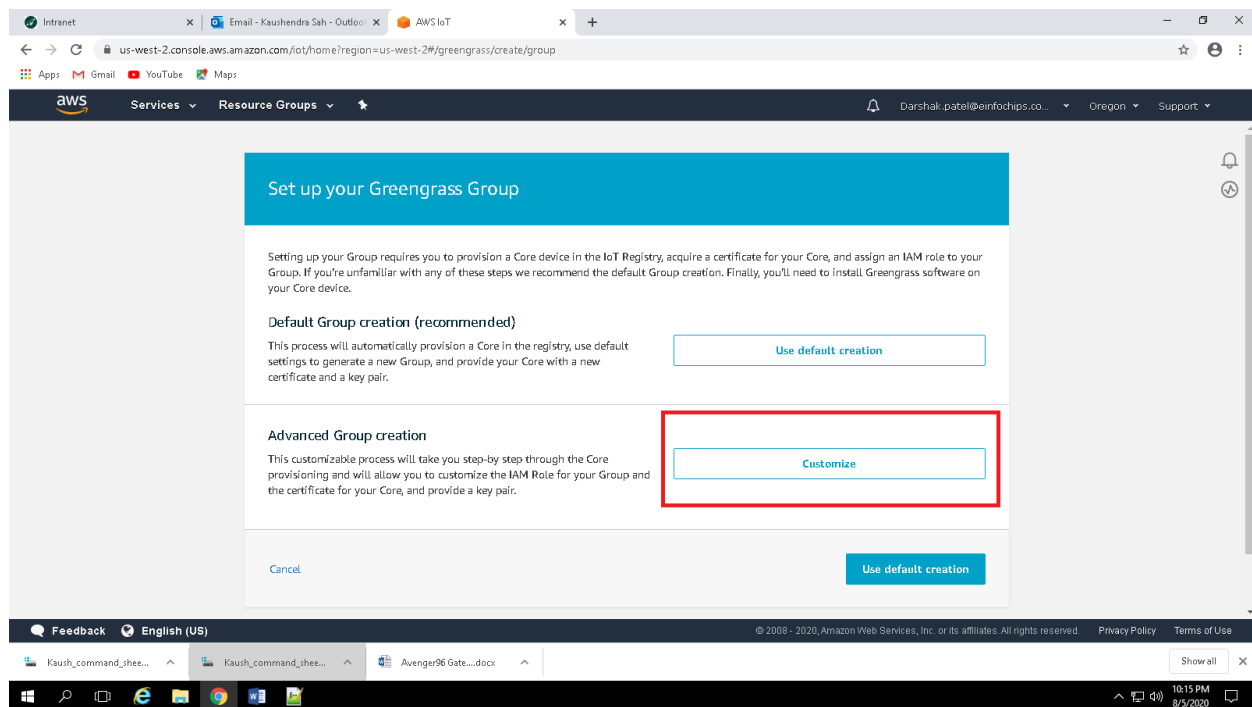 Intranet
Email - Kaushendra Sah - Outloo
AWS IoT
us-west-2.console.aws.amazon.com/iot/home?region=us-west-2#/greengrass/create/group
Apps Gmail YouTube Maps
aws Services Resource Groups Darshak.patel@einfochips.co... Oregon Support
Set up your Greengrass Group
Setting up your Group requires you to provision a Core device in the IoT Registry, acquire a certificate for your Core, and assign an IAM role to your
Group. If you're unfamiliar with any of these steps we recommend the default Group creation. Finally, you'll need to install Greengrass software on
your Core device.
Default Group creation (recommended)
This process will automatically provision a Core in the registry, use default
settings to generate a new Group, and provide your Core with a new
certificate and a key pair.
Use default creation
Advanced Group creation
This customizable process will take you step-by step through the Core
provisioning and will allow you to customize the IAM Role for your Group and
the certificate for your Core, and provide a key pair.
Customize
Cancel
Use default creation
Feedback English (US) © 2008 - 2020, Amazon Web Services, Inc. or its affiliates. All rights reserved. Privacy Policy Terms of Use
Kaush_command_shee... Kaush_command_shee... Avenger96 Gate....docx Show all
10:15 PM
8/5/2020